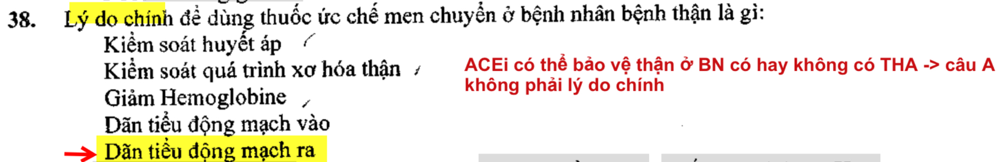 38. Lý do chính để dùng thuốc ức chế men chuyển ở bệnh nhân bệnh thận là gì:
Kiểm soát huyết áp
Kiểm soát quá trình xơ hóa thận
Giảm Hemoglobine
Dãn tiểu động mạch vào
Dãn tiểu động mạch ra
ACEi có thể bảo vệ thận ở BN có hay không có THA -> câu A
không phải lý do chính